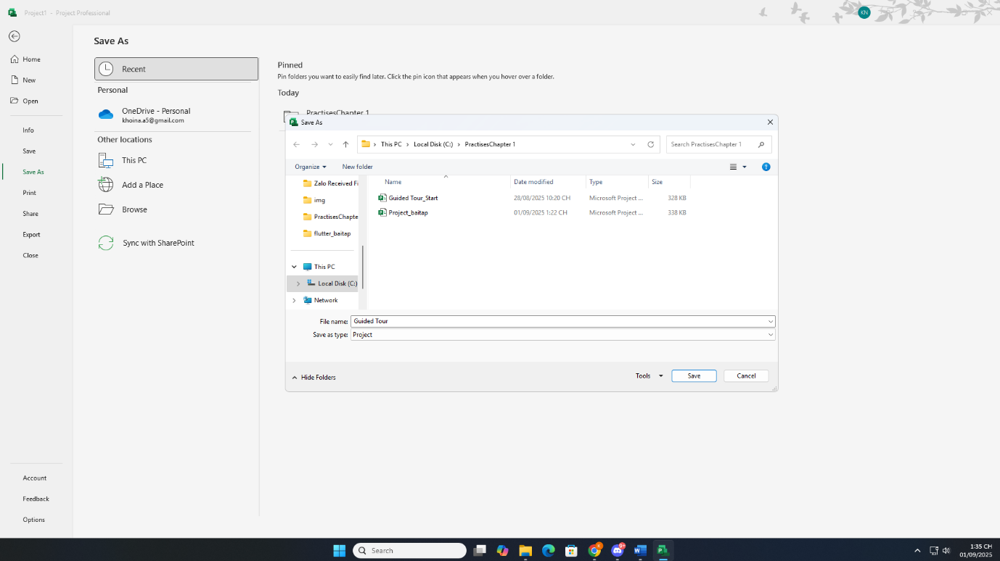 Project1 - Project Professional
KN
Save As
Home
New
Open
Info
Save
Save As
Print
Share
Export
Close
Account
Feedback
Options
Recent
Personal
OneDrive - Personal
khoina.a5@gmail.com
Other locations
This PC
Add a Place
Browse
Sync with SharePoint
Pinned
Pin folders you want to easily find later. Click the pin icon that appears when you hover over a folder.
Today
PractisesChapter 1
Save As
This PC > Local Disk (C:) > PractisesChapter 1
Search PractisesChapter 1
Organize
New folder
Name Date modified Type Size
Zalo Received Fi
img
PractisesChapte
flutter_baitap
This PC
Local Disk (C:)
Network
Guided Tour_Start 28/08/2025 10:20 CH Microsoft Project ... 328 KB
Project_baitap 01/09/2025 1:22 CH Microsoft Project ... 338 KB
File name: Guided Tour
Save as type: Project
Hide Folders
Tools
Save
Cancel
Search
9+
1:35 CH
01/09/2025